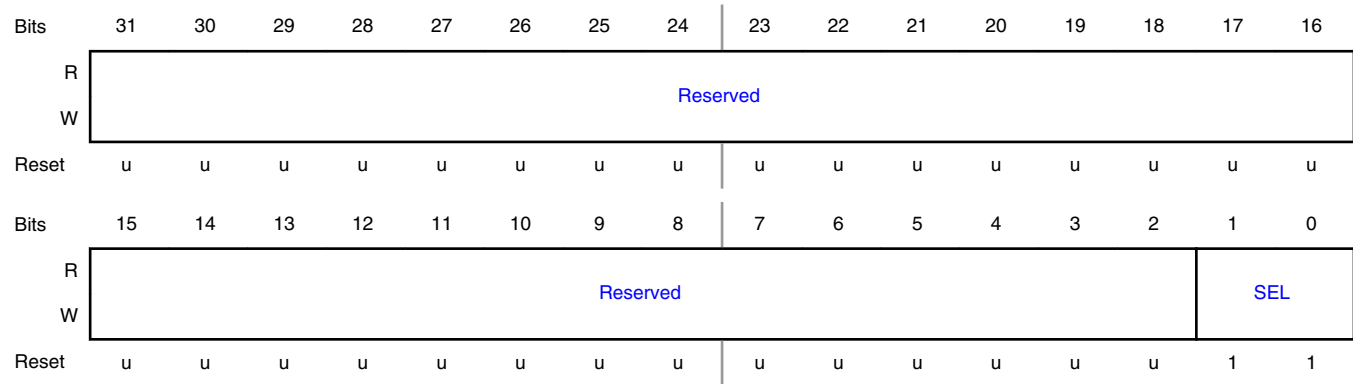 Bits 31 30 29 28 27 26 25 24 23 22 21 20 19 18 17 16
R
Reserved
W
Reset u u u u u u u u u u u u u u u u
Bits 15 14 13 12 11 10 9 8 7 6 5 4 3 2 1 0
R
Reserved SEL
W
Reset u u u u u u u u u u u u u u 1 1